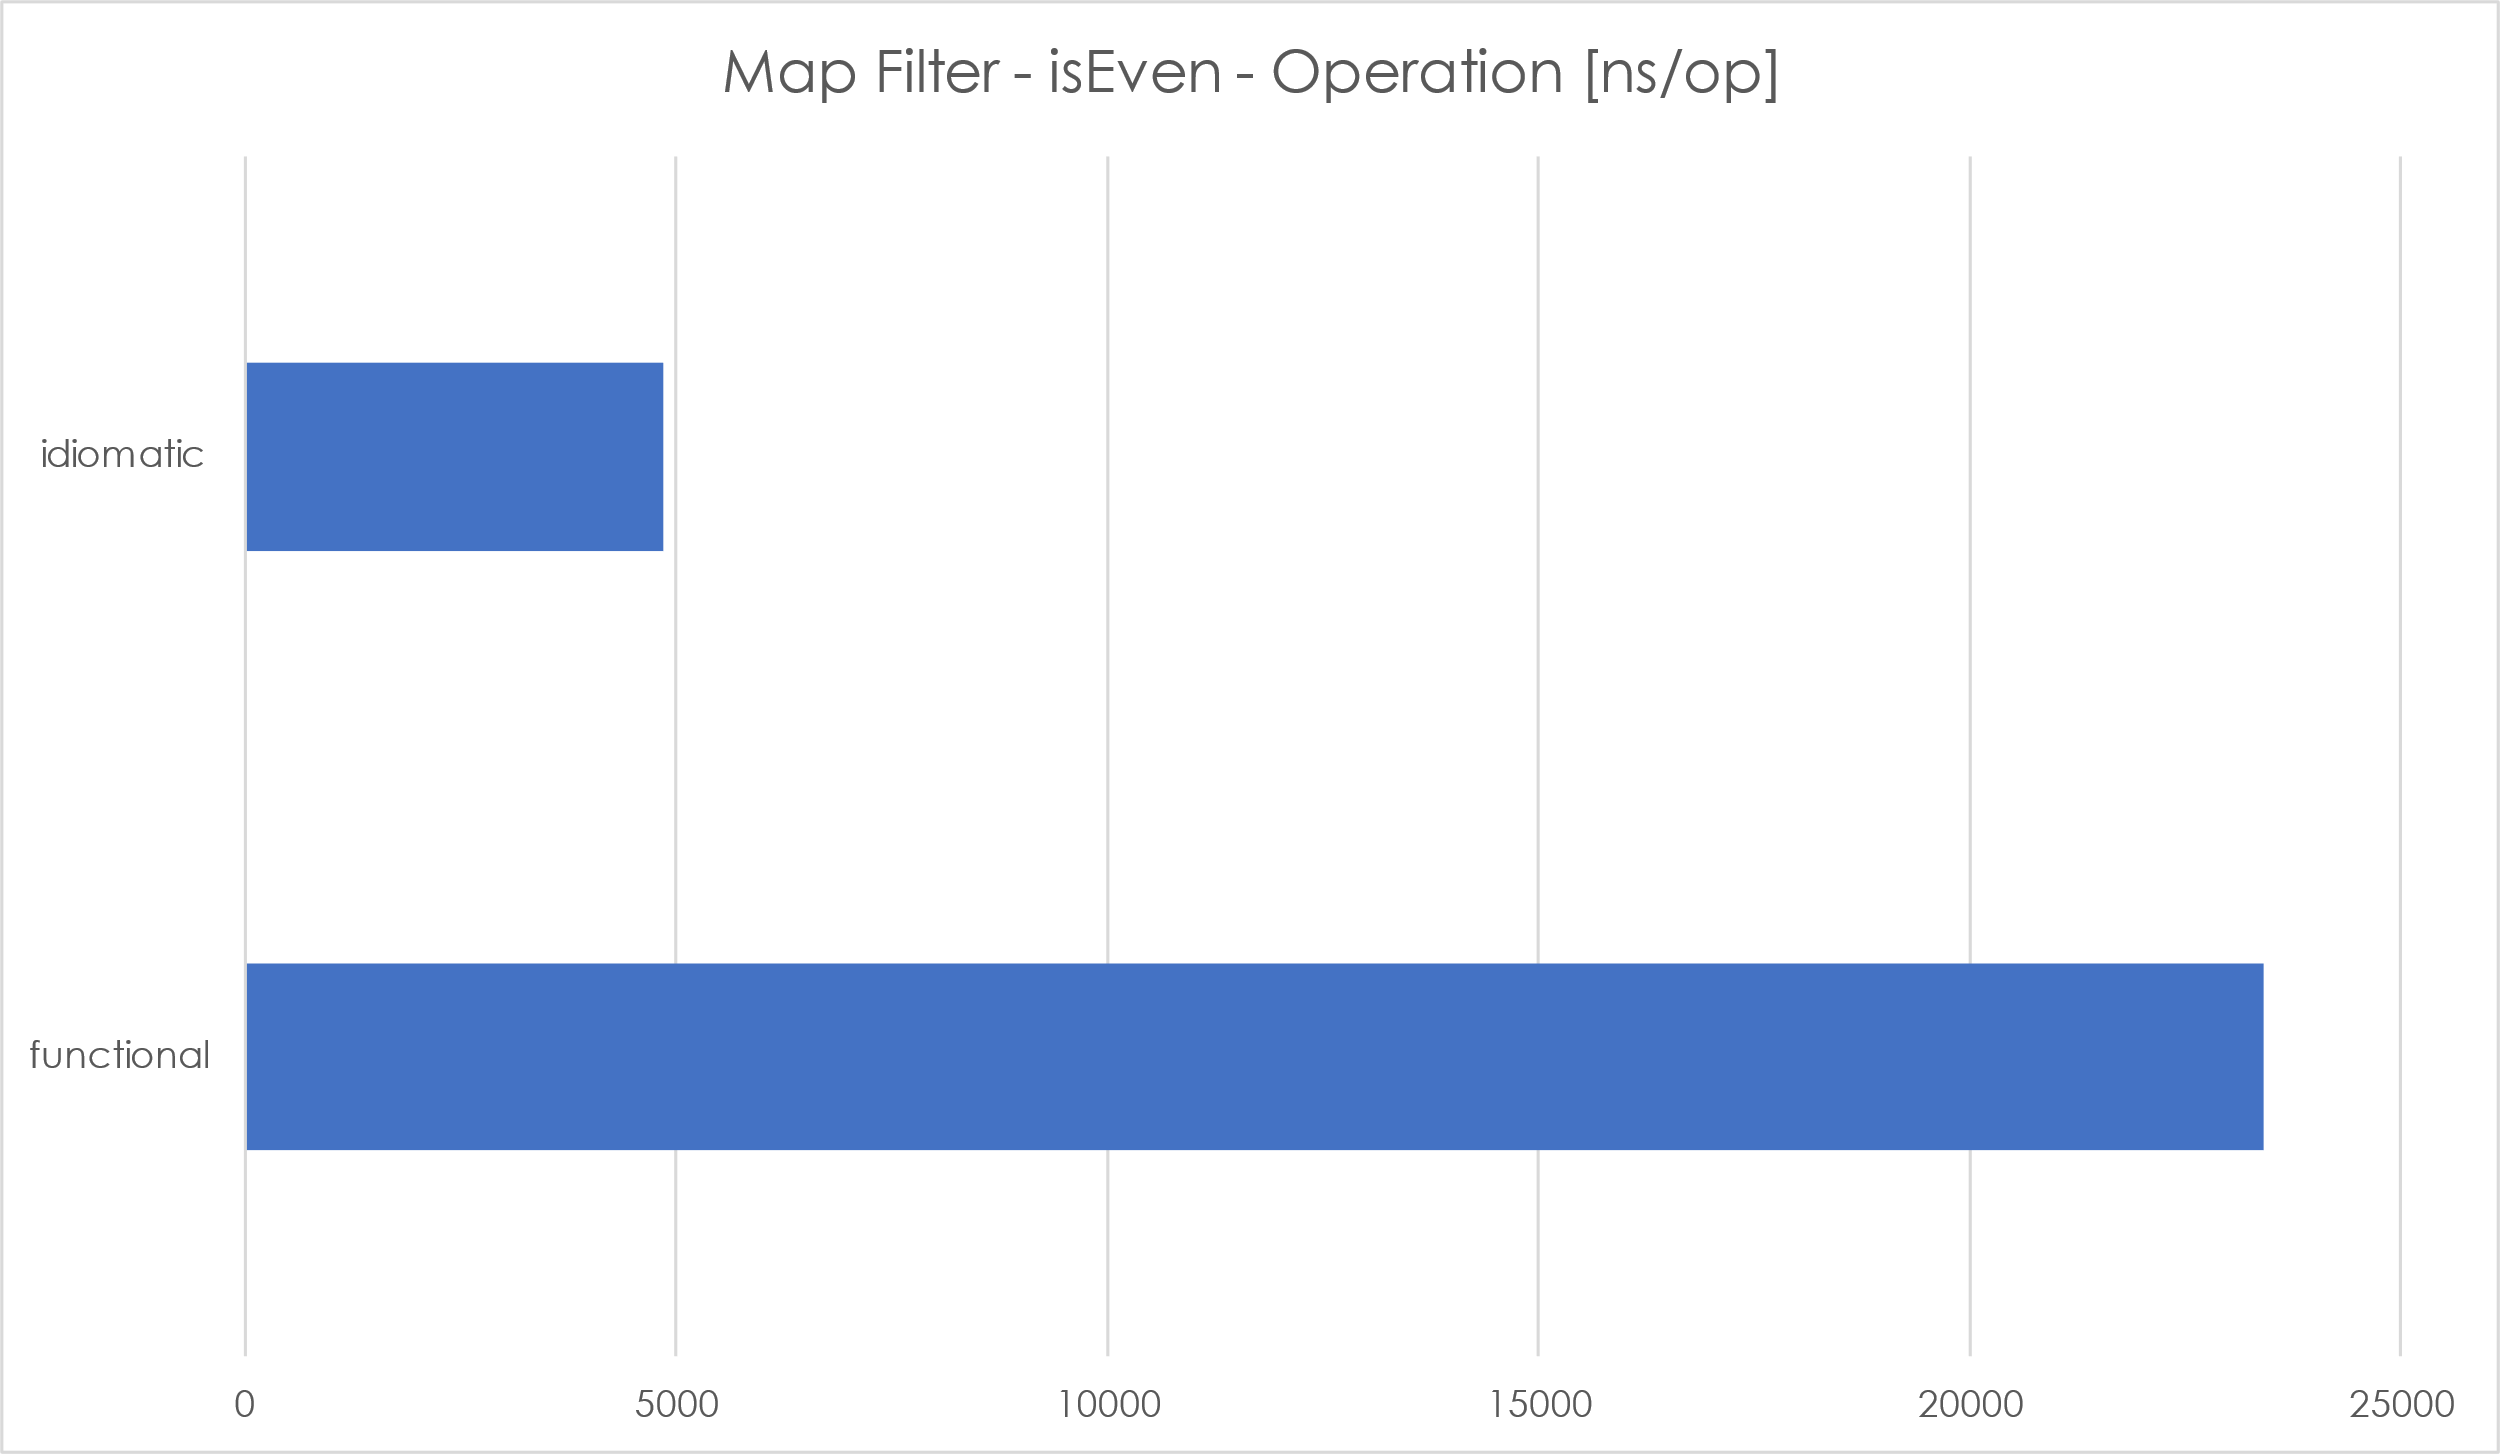 Map Filter - isEven - Operation [ns/op]
idiomatic
functional
0 5000 10000 15000 20000 25000